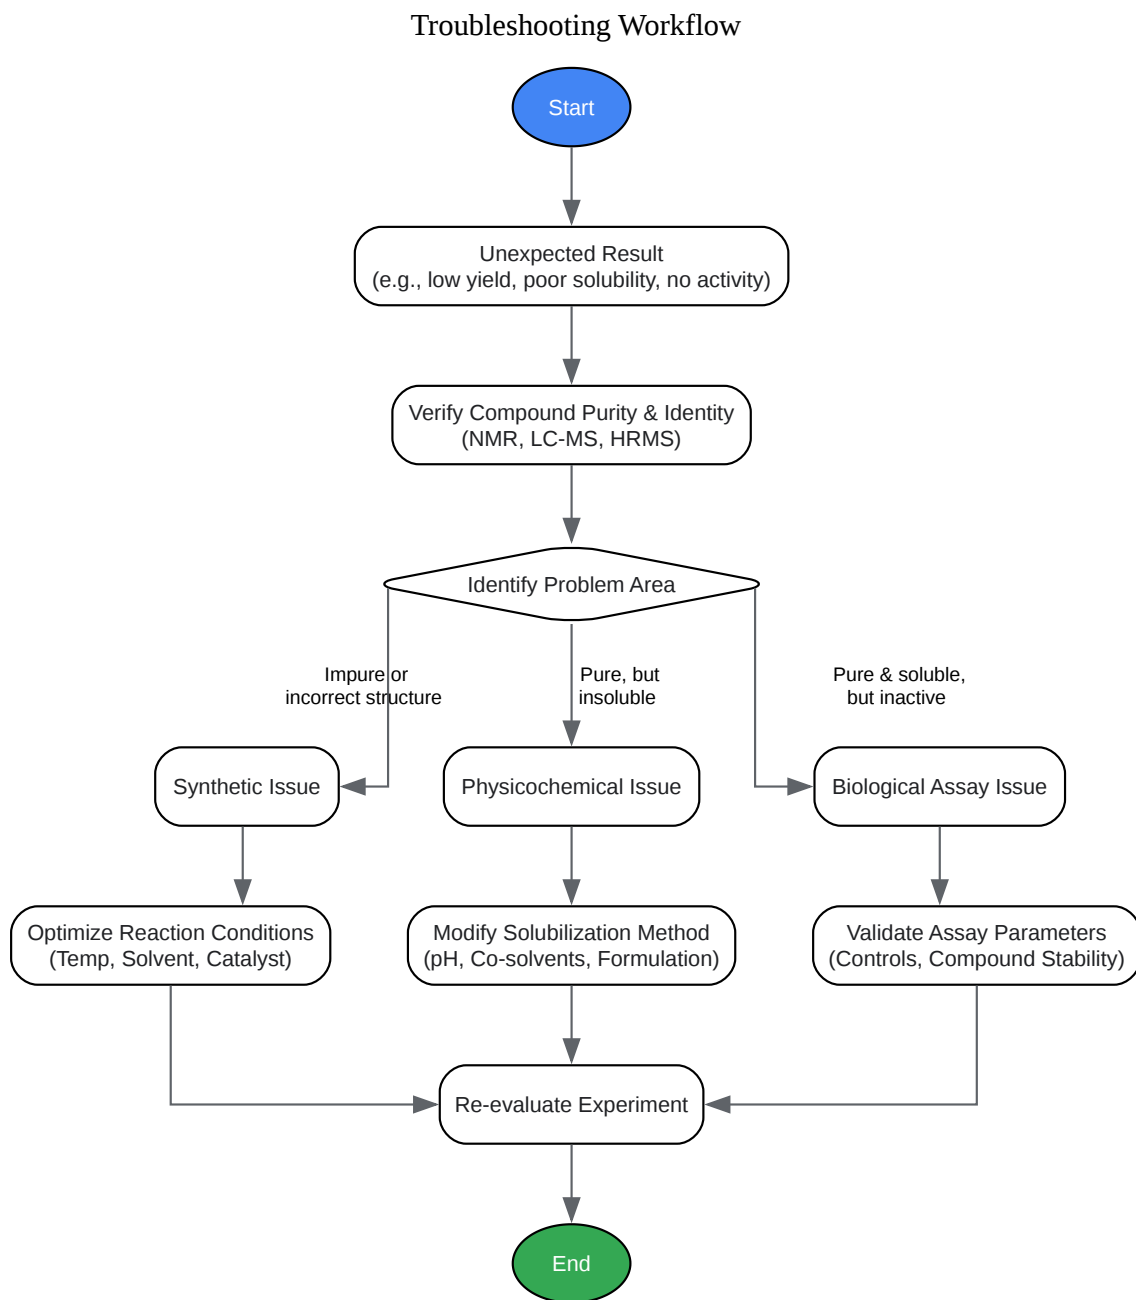 Troubleshooting Workflow
Start
Unexpected Result
(e.g., low yield, poor solubility, no activity)
Verify Compound Purity & Identity
(NMR, LC-MS, HRMS)
Identify Problem Area
Impure or
incorrect structure
Pure, but
insoluble
Pure & soluble,
but inactive
Synthetic Issue
Physicochemical Issue
Biological Assay Issue
Optimize Reaction Conditions
(Temp, Solvent, Catalyst)
Modify Solubilization Method
(pH, Co-solvents, Formulation)
Validate Assay Parameters
(Controls, Compound Stability)
Re-evaluate Experiment
End